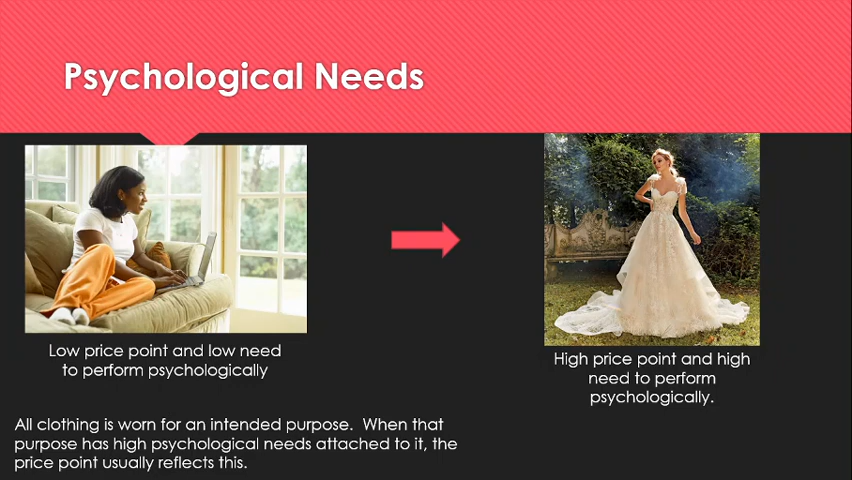 Psychological Needs
Low price point and low need
to perform psychologically
High price point and high
need to perform
psychologically.
All clothing is worn for an intended purpose.  When that
purpose has high psychological needs attached to it, the
price point usually reflects this.